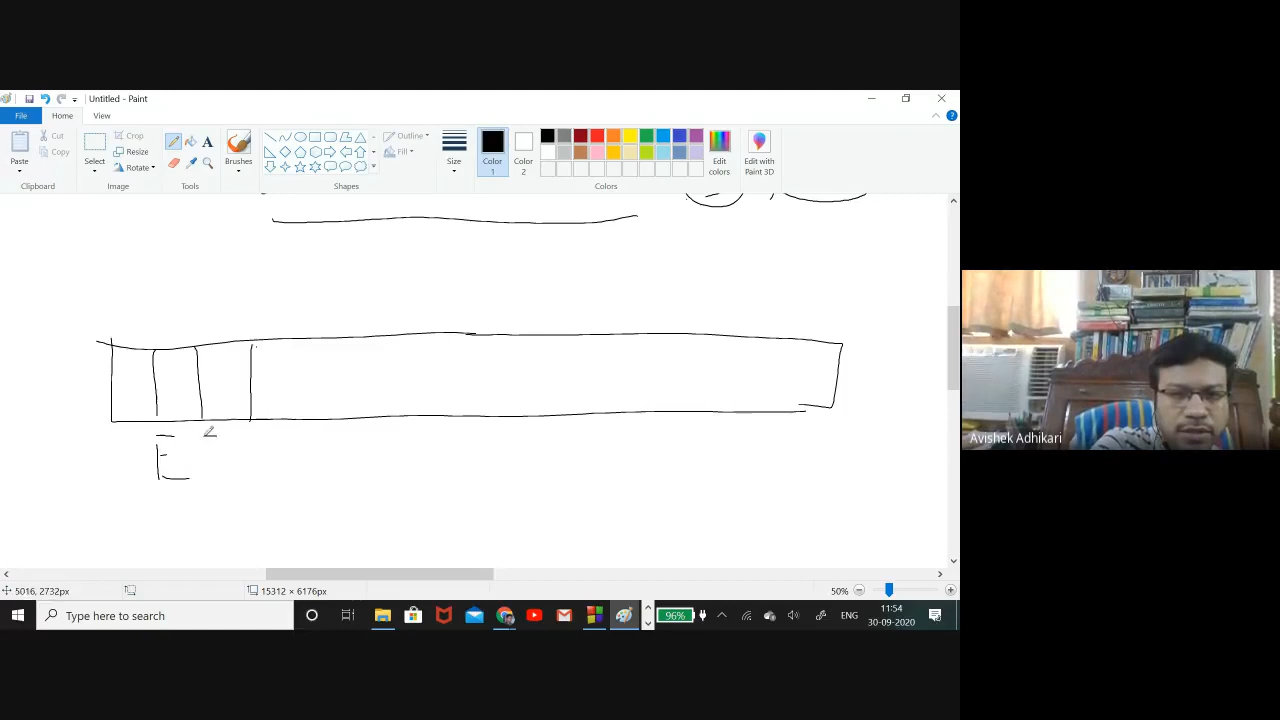 Untitled - Paint
File Home View
Cut
Copy
Paste
Clipboard
Crop
Resize
Rotate
Select
Image
Tools
Brushes
Outline
Fill
Shapes
Size
Color 1
Color 2
Edit colors
Edit with Paint 3D
Colors
E
Avishek Adhikari
5016, 2732px
15312 × 6176px
50%
Type here to search
96%
ENG
11:54
30-09-2020